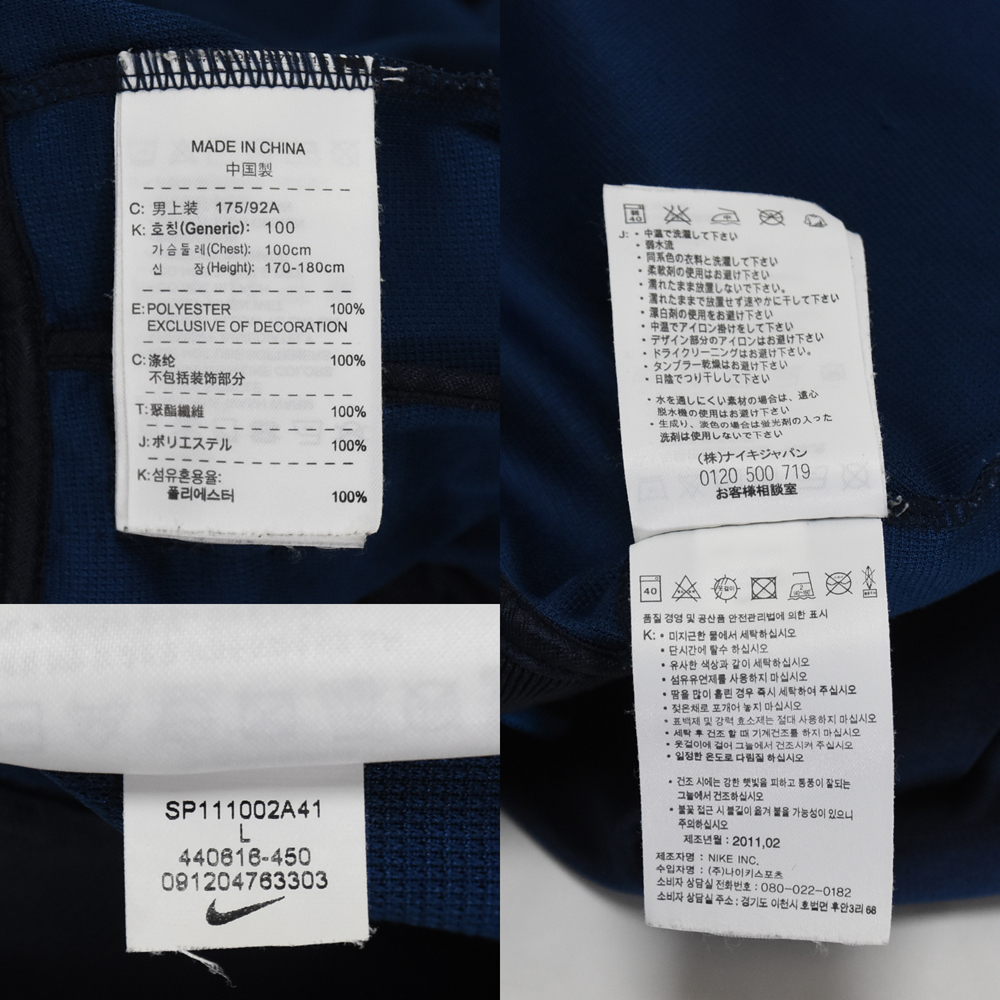 MADE IN CHINA
中国製
C: 男上装 175/92A
K: 호칭(Generic): 100
가슴둘레(Chest): 100cm
신 장(Height): 170-180cm
E: POLYESTER 100%
EXCLUSIVE OF DECORATION
C: 涤纶 100%
不包括装饰部分
T: 聚酯纖維 100%
J: ポリエステル 100%
K: 섬유혼용율:
폴리에스터 100%
SP111002A41
L
440616-450
091204763303
40
J: • 中温で洗濯して下さい
• 弱水流
• 同系色の衣料と洗濯して下さい
• 柔軟剤の使用はお避け下さい
• 濡れたまま放置しないで下さい。
• 濡れたままで放置せず速やかに干して下さい
• 漂白剤の使用をお避け下さい
• 中温でアイロン掛けをして下さい
• デザイン部分のアイロンはお避け下さい
• ドライクリーニングはお避け下さい。
• タンブラー乾燥はお避け下さい
• 日陰でつり干しして下さい
• 水を通しにくい素材の場合は、遠心
脱水機の使用はお避け下さい
• 生成り、淡色の場合は蛍光剤の入った
洗剤は使用しないで下さい
(株)ナイキジャパン
0120 500 719
お客様相談室
40
품질 경영 및 공산품 안전관리법에 의한 표시
K: • 미지근한 물에서 세탁하십시오
• 단시간에 탈수 하십시오
• 유사한 색상과 같이 세탁하십시오
• 섬유유연제를 사용하지 마십시오
• 땀을 많이 흘린 경우 즉시 세탁하여 주십시오
• 젖은채로 포개어 놓지 마십시오
• 표백제 및 강력 효소제는 절대 사용하지 마십시오
• 세탁 후 건조 할 때 기계건조를 하지 마십시오
• 옷걸이에 걸어 그늘에서 건조시켜 주십시오
• 일정한 온도로 다림질 하십시오
• 건조 시에는 강한 햇빛을 피하고 통풍이 잘되는
그늘에서 건조하십시오
• 불꽃 접근 시 불길이 옮겨 붙을 가능성이 있으니
주의하십시오
제조년월 : 2011,02
제조자명 : NIKE INC.
수입자명 : (주)나이키스포츠
소비자 상담실 전화번호 : 080-022-0182
소비자 상담실 주소 : 경기도 이천시 호법면 후안3리 68